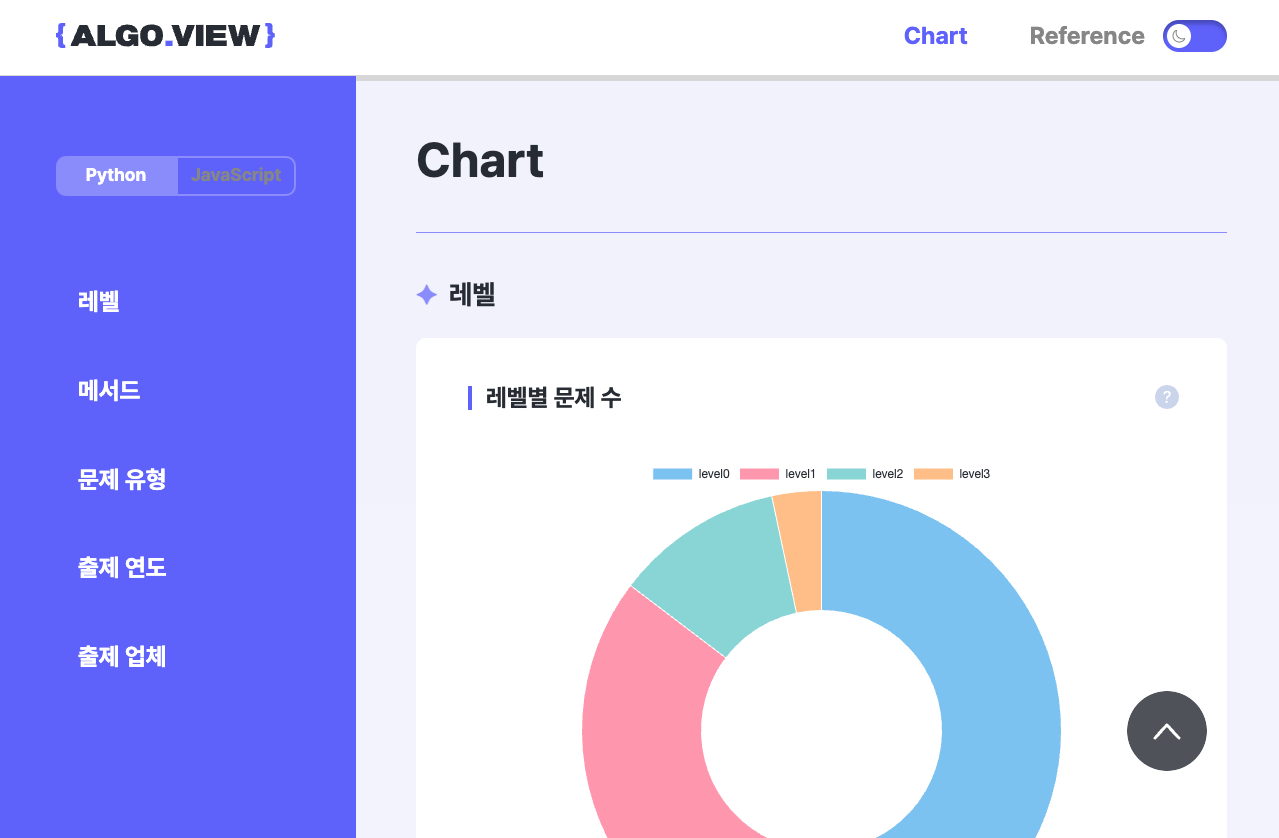 { ALGO.VIEW }
Chart
Reference
Python
JavaScript
레벨
메서드
문제 유형
출제 연도
출제 업체
Chart
레벨
레벨별 문제 수
?
level0
level1
level2
level3